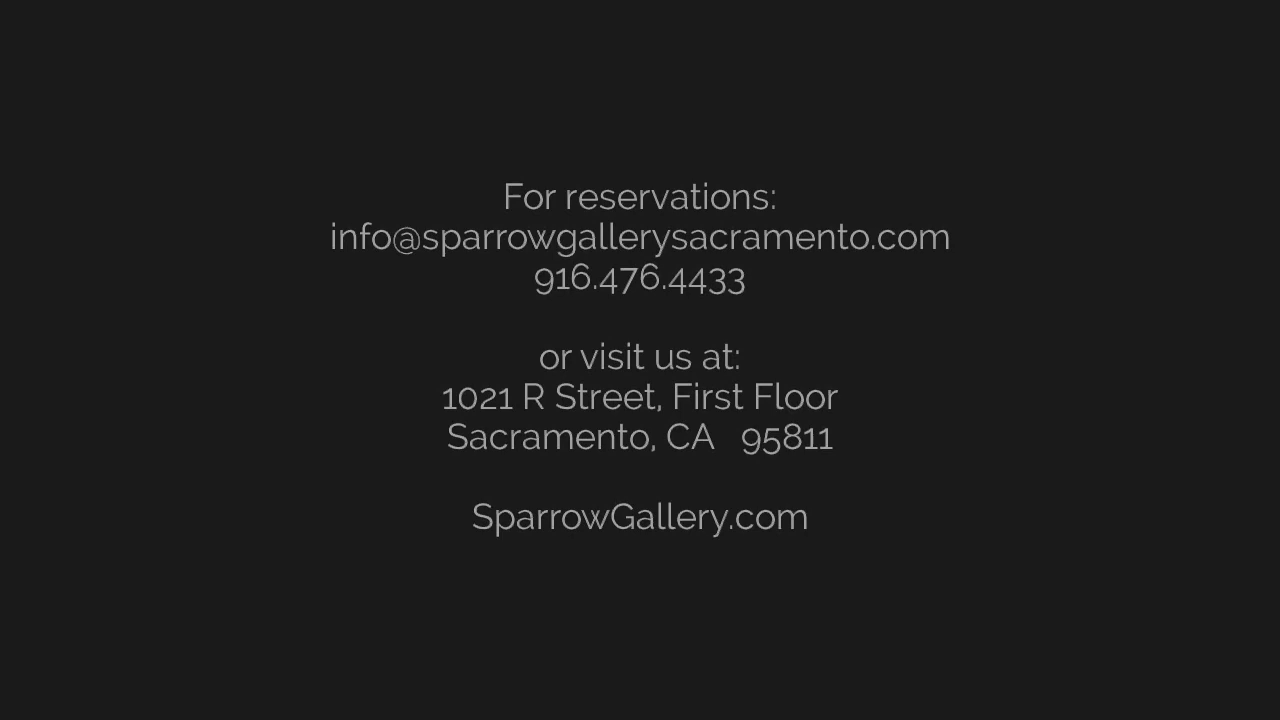 For reservations:
info@sparrowgallerysacramento.com
916.476.4433
or visit us at:
1021 R Street, First Floor
Sacramento, CA   95811
SparrowGallery.com